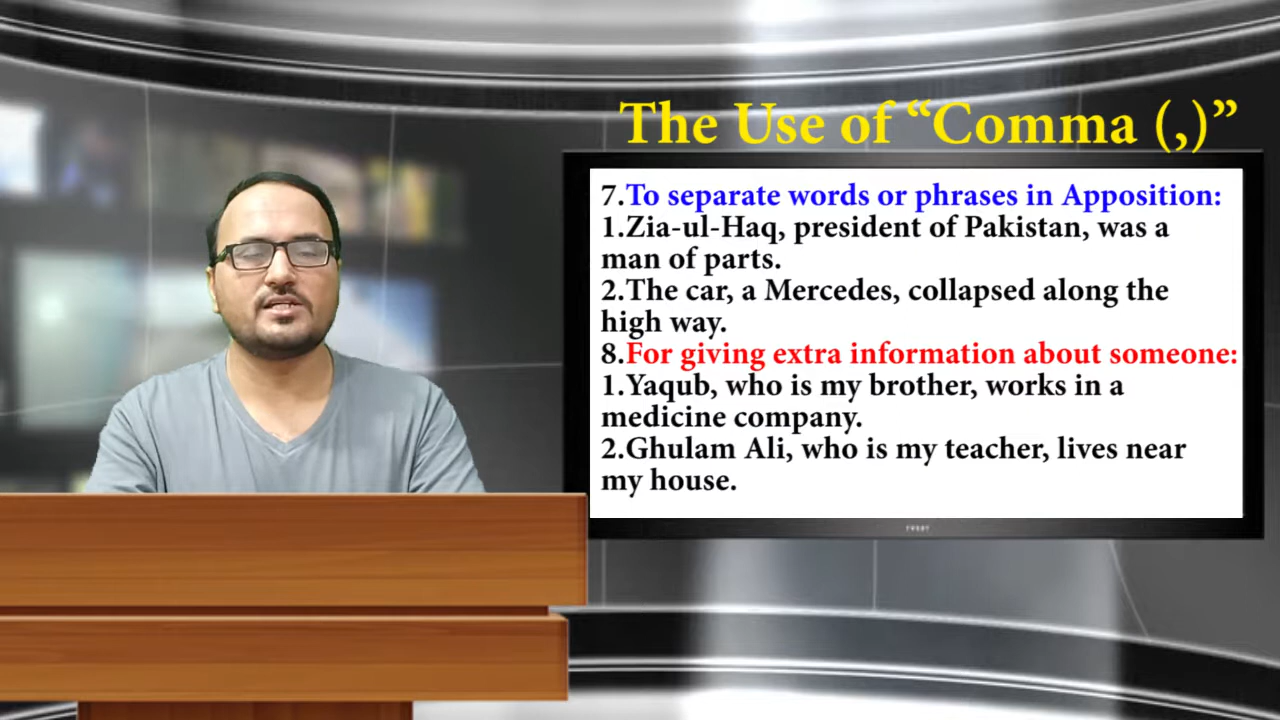 The Use of “Comma (,)”
7.To separate words or phrases in Apposition:
1.Zia-ul-Haq, president of Pakistan, was a
man of parts.
2.The car, a Mercedes, collapsed along the
high way.
8.For giving extra information about someone:
1.Yaqub, who is my brother, works in a
medicine company.
2.Ghulam Ali, who is my teacher, lives near
my house.